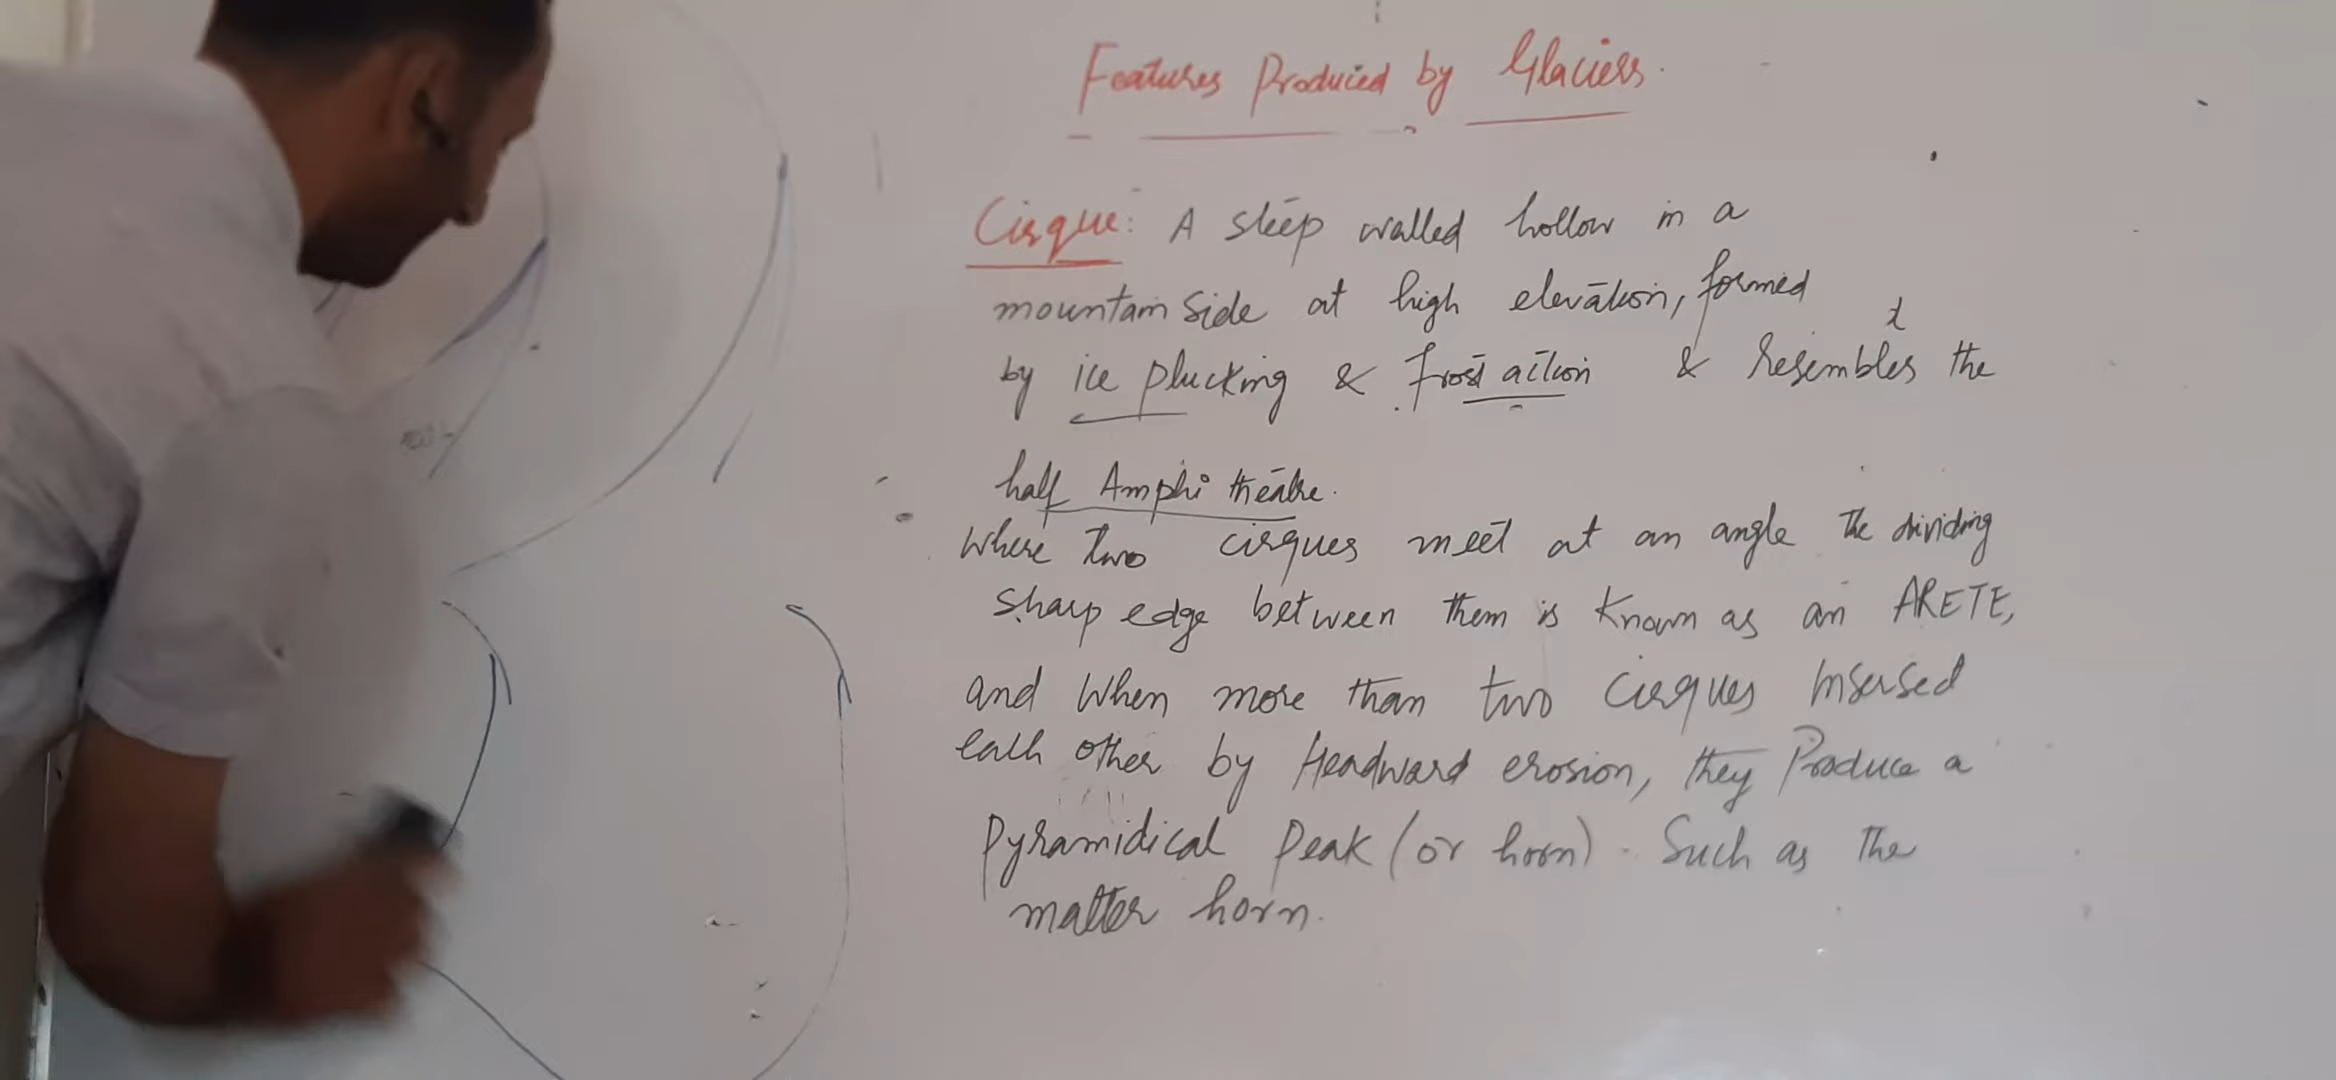 Features Produced by Glaciers.
Cirque: A steep walled hollow in a
mountain side at high elevation, formed
by ice plucking & Frost action & resembles the
half Amphi theatre.
Where two cirques meet at an angle The dividing
sharp edge between them is known as an ARETE,
and When more than two Cirques Insersed
each other by Headward erosion, they Produce a
Pyramidical Peak (or horn). Such as The
matter horn.